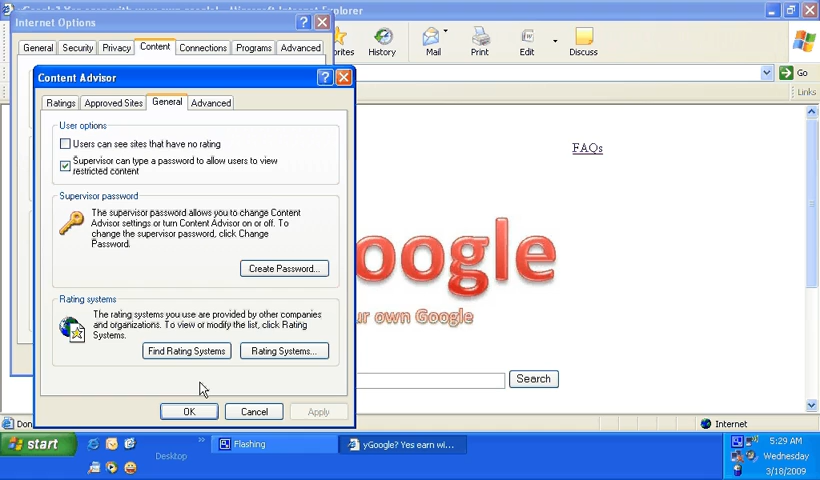 Internet Options
Internet Explorer
General Security Privacy Content Connections Programs Advanced
History Mail Print Edit Discuss
Content Advisor
Go
Links
Ratings Approved Sites General Advanced
User options
Users can see sites that have no rating
Supervisor can type a password to allow users to view
restricted content
FAQs
Supervisor password
The supervisor password allows you to change Content
Advisor settings or turn Content Advisor on or off. To
change the supervisor password, click Change
Password.
Create Password...
oogle
ur own Google
Rating systems
The rating systems you use are provided by other companies
and organizations. To view or modify the list, click Rating
Systems.
Find Rating Systems Rating Systems...
Search
OK Cancel Apply
Don
Internet
start
Flashing
yGoogle? Yes earn wi...
Desktop
5:29 AM
Wednesday
3/18/2009